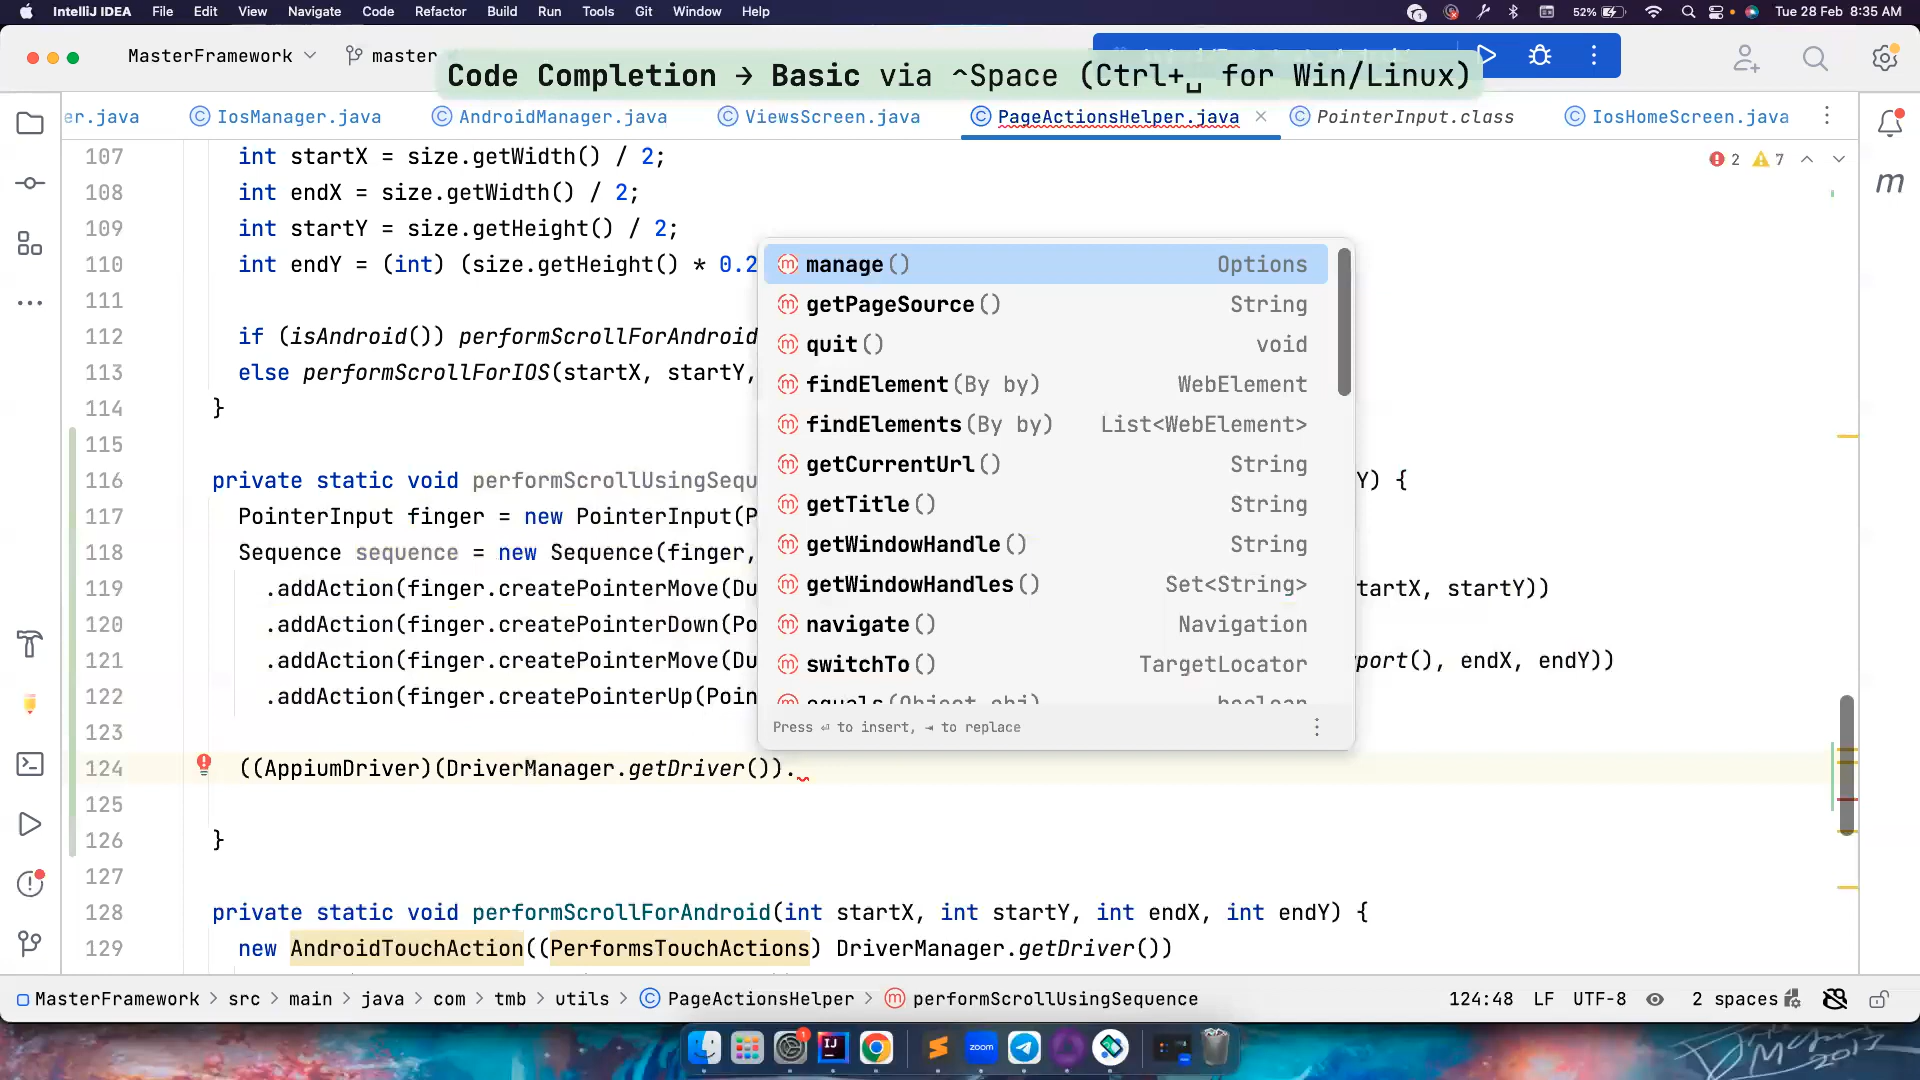 IntelliJ IDEA File Edit View Navigate Code Refactor Build Run Tools Git Window Help 52% Tue 28 Feb 8:35 AM
MasterFramework master
Code Completion → Basic via ^Space (Ctrl+␣ for Win/Linux)
er.java IosManager.java AndroidManager.java ViewsScreen.java PageActionsHelper.java PointerInput.class IosHomeScreen.java
2 7
107 int startX = size.getWidth() / 2;
108 int endX = size.getWidth() / 2;
109 int startY = size.getHeight() / 2;
110 int endY = (int) (size.getHeight() * 0.2
111
112 if (isAndroid()) performScrollForAndroid
113 else performScrollForIOS(startX, startY,
114 }
115
116 private static void performScrollUsingSequ Y) {
117 PointerInput finger = new PointerInput(P
118 Sequence sequence = new Sequence(finger,
119 .addAction(finger.createPointerMove(Du tartX, startY))
120 .addAction(finger.createPointerDown(Po
121 .addAction(finger.createPointerMove(Du port(), endX, endY))
122 .addAction(finger.createPointerUp(Poin
123
124 ((AppiumDriver)(DriverManager.getDriver()).
125
126 }
127
128 private static void performScrollForAndroid(int startX, int startY, int endX, int endY) {
129 new AndroidTouchAction((PerformsTouchActions) DriverManager.getDriver())
manage() Options
getPageSource() String
quit() void
findElement(By by) WebElement
findElements(By by) List<WebElement>
getCurrentUrl() String
getTitle() String
getWindowHandle() String
getWindowHandles() Set<String>
navigate() Navigation
switchTo() TargetLocator
equals(Object obj) boolean
Press ⏎ to insert, ⇥ to replace
MasterFramework > src > main > java > com > tmb > utils > PageActionsHelper > performScrollUsingSequence 124:48 LF UTF-8 2 spaces
zoom